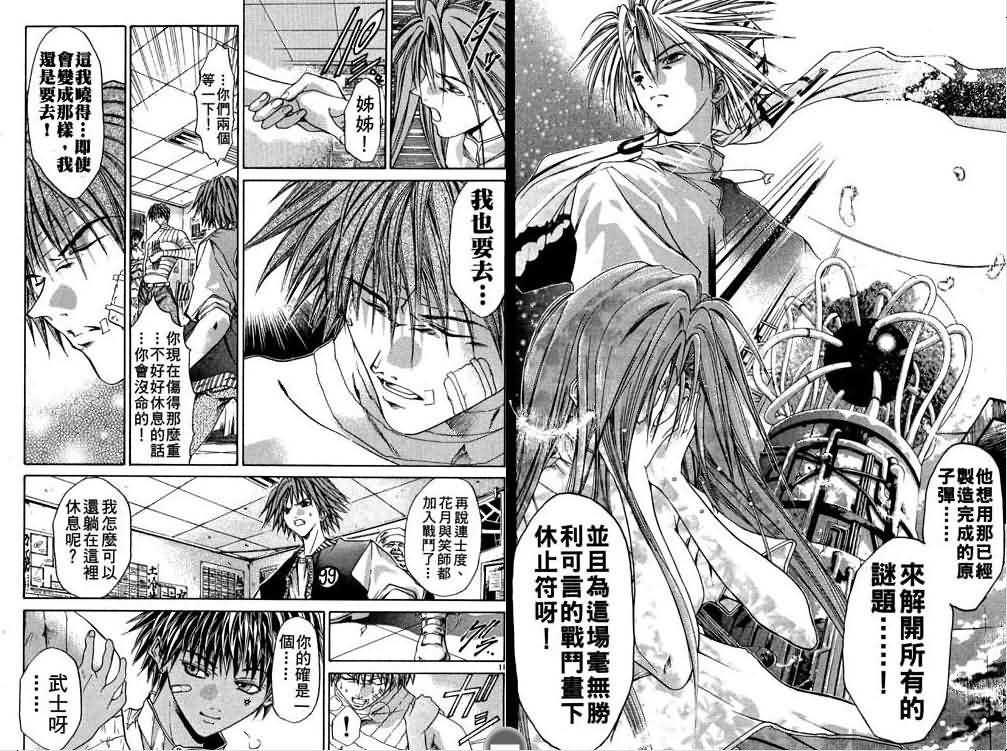 他想用那已經
製造完成的原
子彈……
來解開所有的
謎題………！
並且為這場毫無勝
利可言的戰鬥畫下
休止符呀！
姊姊！
…你們兩個
等一下！
這我曉得…即使
會變成那樣，我
還是要去！
我也要去…
你現在傷得那麼重
…不好好休息的話
…你會沒命的！
再說連士度、
花月與笑師都
加入戰鬥了…
99
我怎麼可以
還躺在這裡
休息呢？
！
你的確是一
個……
武士呀
……